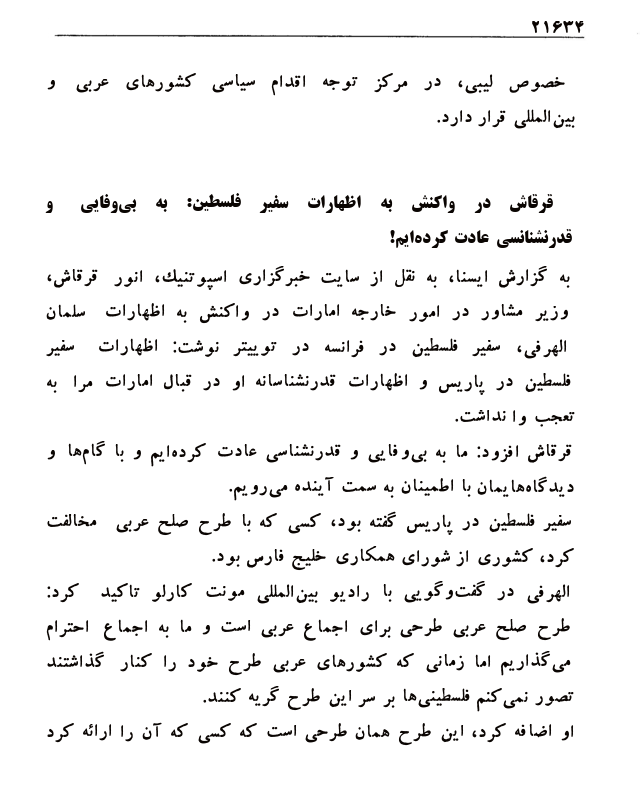 ۲۱۶۳۴
خصوص لیبی، در مرکز توجه اقدام سیاسی کشورهای عربی و
بین‌المللی قرار دارد.
قرقاش در واکنش به اظهارات سفیر فلسطین: به بی‌وفایی و
قدرنشنانسی عادت کرده‌ایم!
به گزارش ایسنا، به نقل از سایت خبرگزاری اسپوتنیك، انور قرقاش،
وزیر مشاور در امور خارجه امارات در واکنش به اظهارات سلمان
الهرفی، سفیر فلسطین در فرانسه در توییتر نوشت: اظهارات سفیر
فلسطین در پاریس و اظهارات قدرنشناسانه او در قبال امارات مرا به
تعجب وا نداشت.
قرقاش افزود: ما به بی‌وفایی و قدرنشناسی عادت کرده‌ایم و با گام‌ها و
دیدگاه‌هایمان با اطمینان به سمت آینده می‌رویم.
سفیر فلسطین در پاریس گفته بود، کسی که با طرح صلح عربی مخالفت
کرد، کشوری از شورای همکاری خلیج فارس بود.
الهرفی در گفت‌وگویی با رادیو بین‌المللی مونت کارلو تاکید کرد:
طرح صلح عربی طرحی برای اجماع عربی است و ما به اجماع احترام
می‌گذاریم اما زمانی که کشورهای عربی طرح خود را کنار گذاشتند
تصور نمی‌کنم فلسطینی‌ها بر سر این طرح گریه کنند.
او اضافه کرد، این طرح همان طرحی است که کسی که آن را ارائه کرد